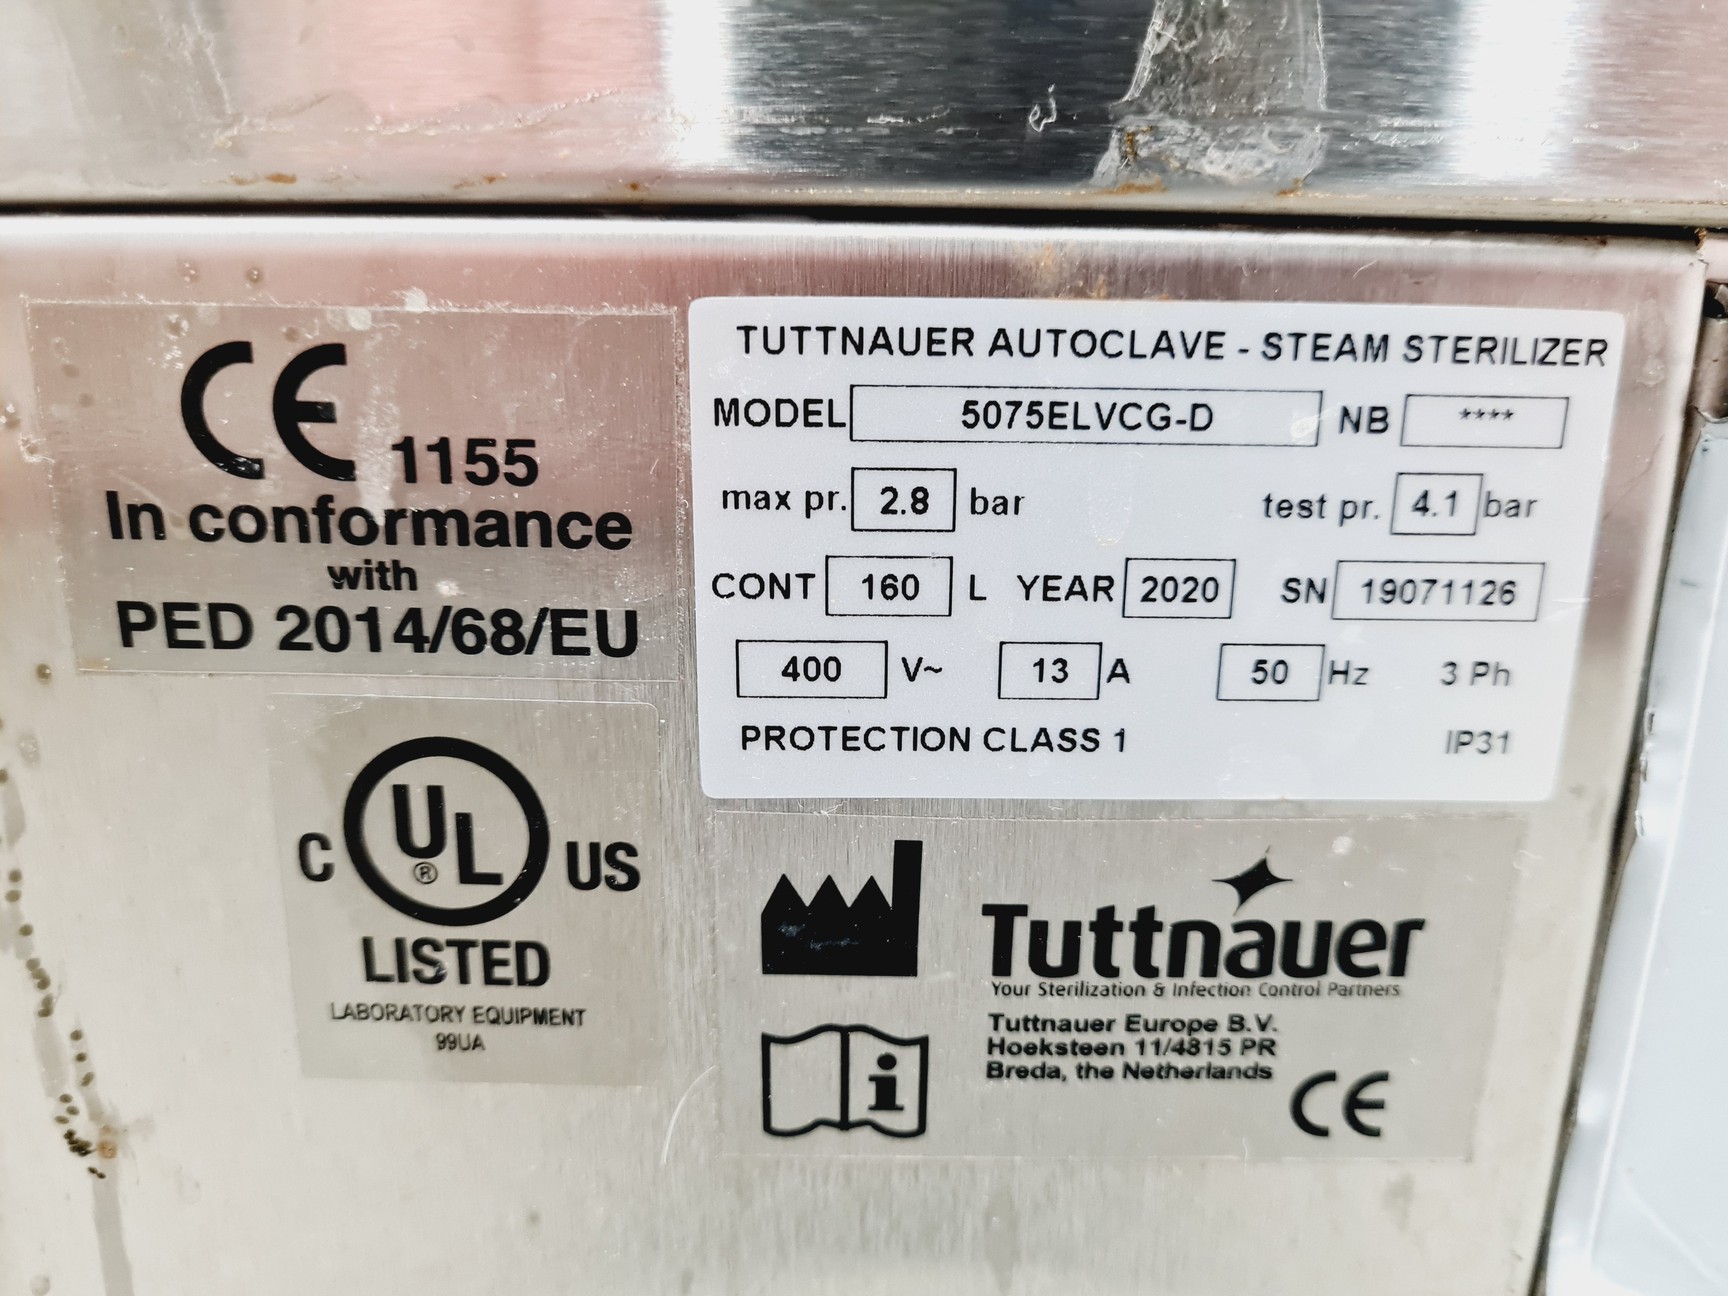 CE 1155
In conformance
with
PED 2014/68/EU
TUTTNAUER AUTOCLAVE - STEAM STERILIZER
MODEL 5075ELVCG-D NB ****
max pr. 2.8 bar test pr. 4.1 bar
CONT 160 L YEAR 2020 SN 19071126
400 V~ 13 A 50 Hz 3 Ph
PROTECTION CLASS 1 IP31
C UL ® US
LISTED
LABORATORY EQUIPMENT
99UA
Tuttnauer
Your Sterilization & Infection Control Partners
Tuttnauer Europe B.V.
Hoeksteen 11/4815 PR
Breda, the Netherlands
CE
i